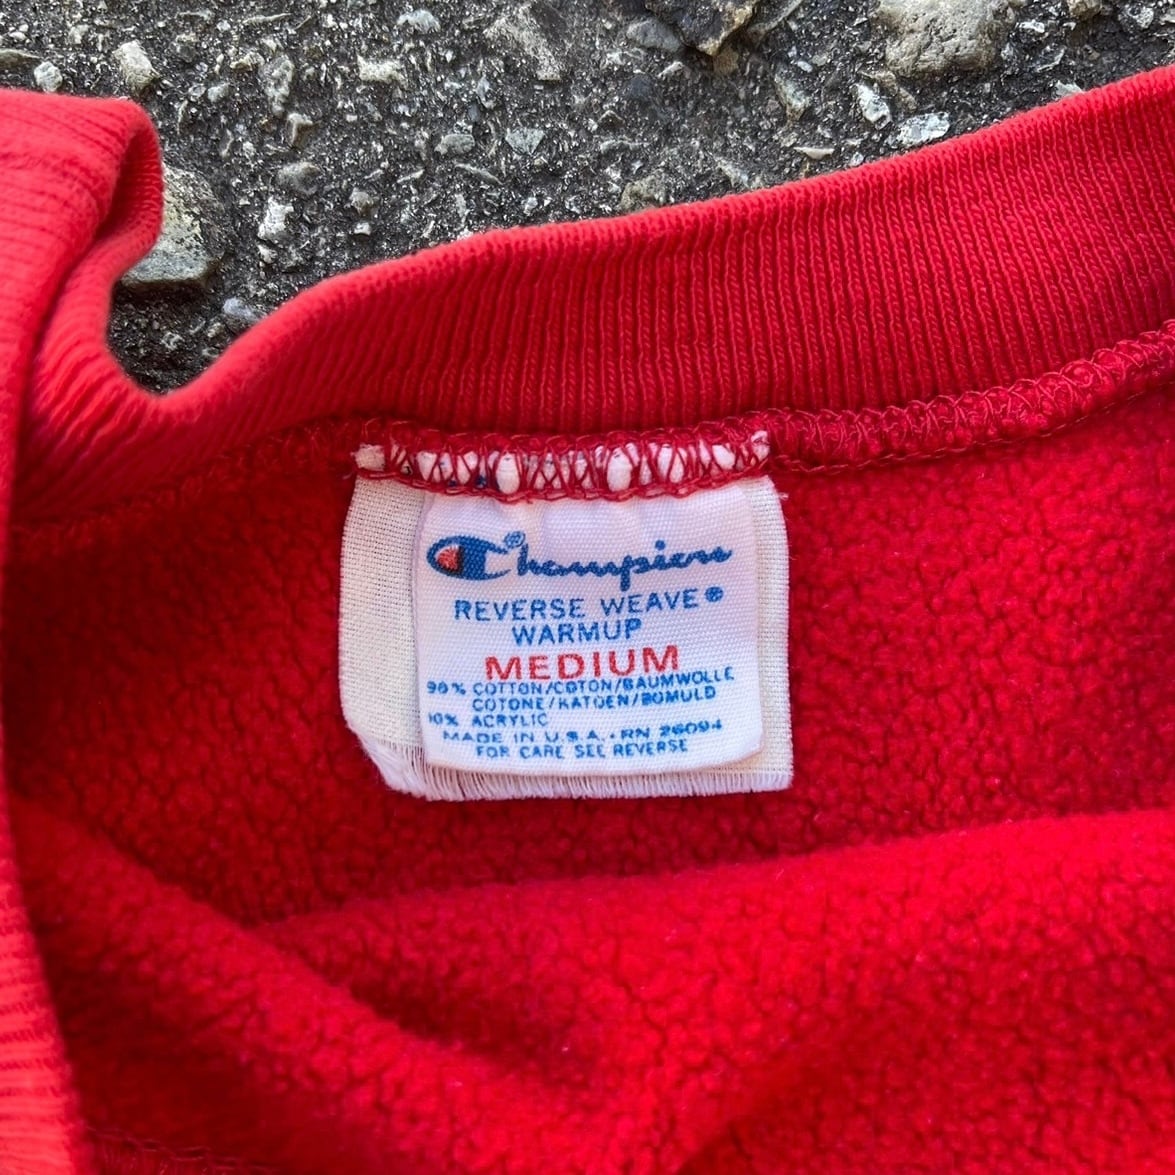 Champion®
REVERSE WEAVE®
WARMUP
MEDIUM
90% COTTON/COTON/BAUMWOLLE
COTONE/KATOEN/BOMULD
10% ACRYLIC
MADE IN U.S.A. - RN 26094
FOR CARE SEE REVERSE